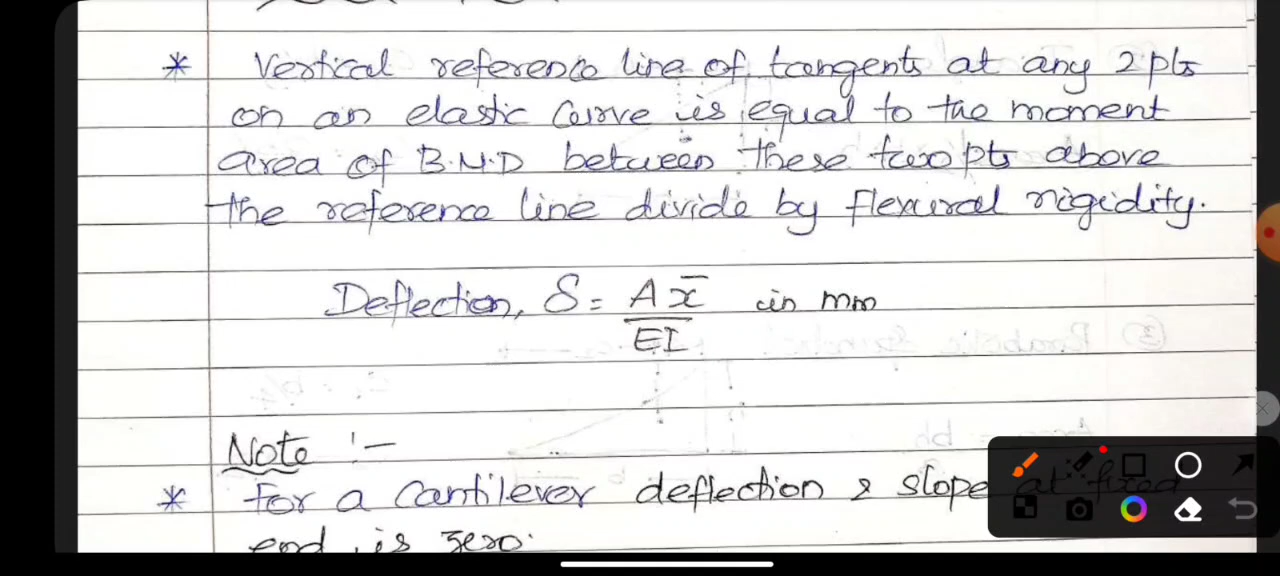 * Vertical reference line of tangents at any 2 pts
on an elastic curve is equal to the moment
area of B.M.D between these two pts above
the reference line divide by flexural rigidity.
Deflection, δ = Ax̄ / EI in mm
Note :-
* For a cantilever deflection & slope at fixed
end is zero.